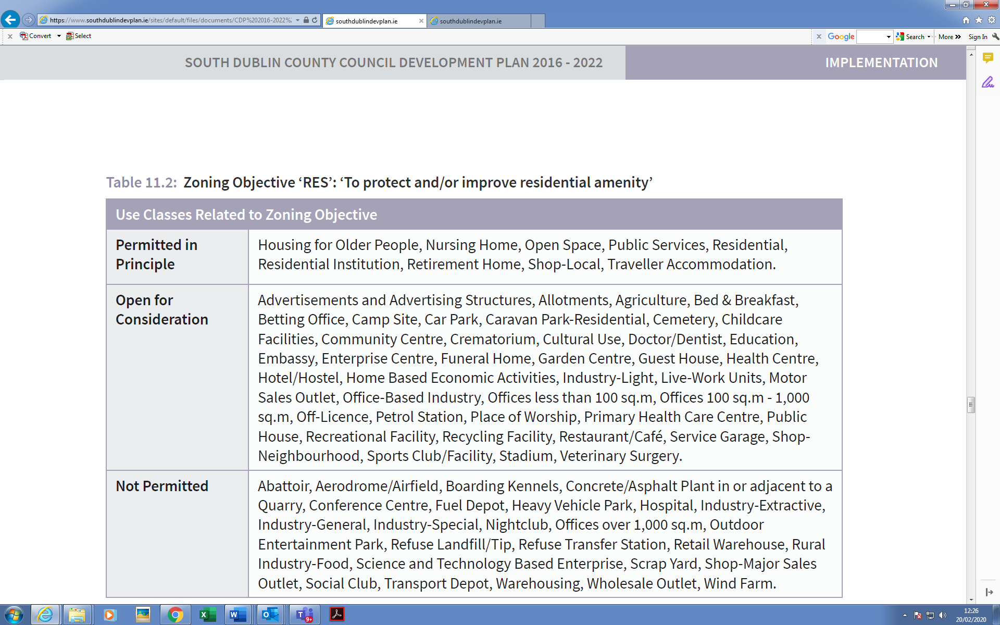 https://www.southdublindevplan.ie/sites/default/files/documents/CDP%202016-2022%
southdublindevplan.ie
southdublindevplan.ie
Convert
Select
Google
Search
More
Sign In
SOUTH DUBLIN COUNTY COUNCIL DEVELOPMENT PLAN 2016 - 2022
IMPLEMENTATION
Table 11.2: Zoning Objective ‘RES’: ‘To protect and/or improve residential amenity’
Use Classes Related to Zoning Objective
Permitted in
Principle
Housing for Older People, Nursing Home, Open Space, Public Services, Residential,
Residential Institution, Retirement Home, Shop-Local, Traveller Accommodation.
Open for
Consideration
Advertisements and Advertising Structures, Allotments, Agriculture, Bed & Breakfast,
Betting Office, Camp Site, Car Park, Caravan Park-Residential, Cemetery, Childcare
Facilities, Community Centre, Crematorium, Cultural Use, Doctor/Dentist, Education,
Embassy, Enterprise Centre, Funeral Home, Garden Centre, Guest House, Health Centre,
Hotel/Hostel, Home Based Economic Activities, Industry-Light, Live-Work Units, Motor
Sales Outlet, Office-Based Industry, Offices less than 100 sq.m, Offices 100 sq.m - 1,000
sq.m, Off-Licence, Petrol Station, Place of Worship, Primary Health Care Centre, Public
House, Recreational Facility, Recycling Facility, Restaurant/Café, Service Garage, Shop-
Neighbourhood, Sports Club/Facility, Stadium, Veterinary Surgery.
Not Permitted
Abattoir, Aerodrome/Airfield, Boarding Kennels, Concrete/Asphalt Plant in or adjacent to a
Quarry, Conference Centre, Fuel Depot, Heavy Vehicle Park, Hospital, Industry-Extractive,
Industry-General, Industry-Special, Nightclub, Offices over 1,000 sq.m, Outdoor
Entertainment Park, Refuse Landfill/Tip, Refuse Transfer Station, Retail Warehouse, Rural
Industry-Food, Science and Technology Based Enterprise, Scrap Yard, Shop-Major Sales
Outlet, Social Club, Transport Depot, Warehousing, Wholesale Outlet, Wind Farm.
9+
12:26
20/02/2020